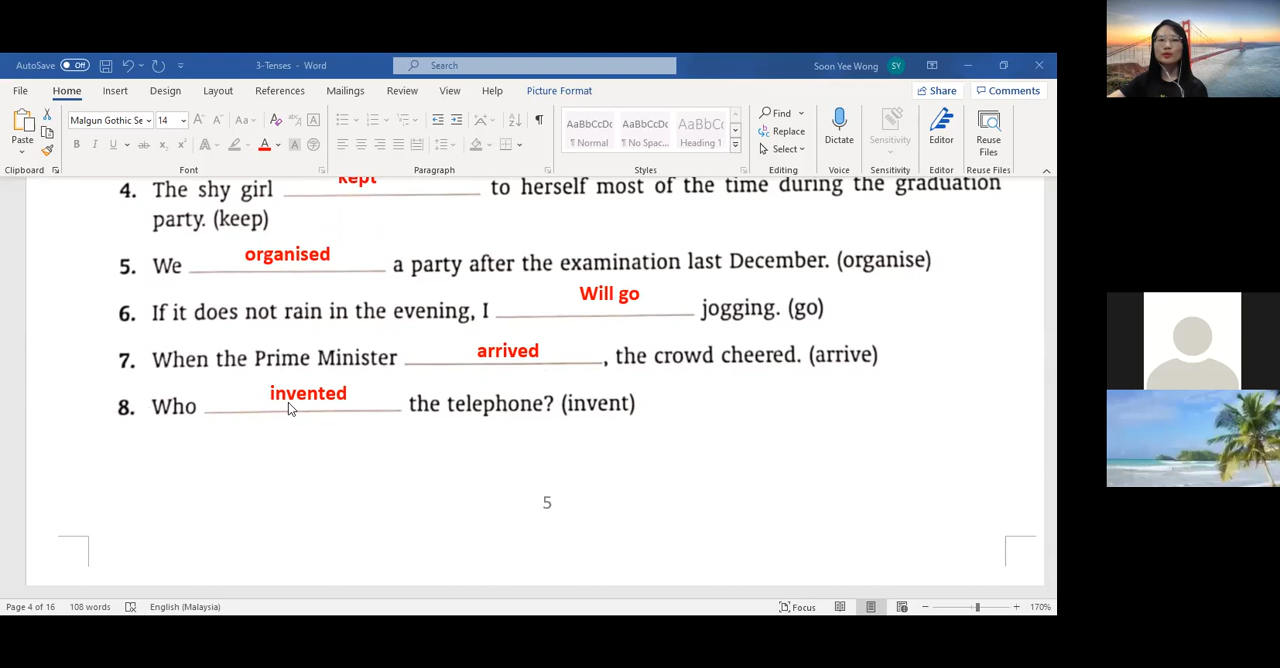 AutoSave Off 3-Tenses - Word Search Soon Yee Wong SY
File Home Insert Design Layout References Mailings Review View Help Picture Format Share Comments
Paste Malgun Gothic Se 14 Aa AaBbCcDc AaBbCcDc AaBbCc Find Replace Select Dictate Sensitivity Editor Reuse Files
¶ Normal ¶ No Spac... Heading 1
Clipboard Font Paragraph Styles Editing Voice Sensitivity Editor Reuse Files
kept
4. The shy girl to herself most of the time during the graduation
party. (keep)
organised
5. We a party after the examination last December. (organise)
Will go
6. If it does not rain in the evening, I jogging. (go)
arrived
7. When the Prime Minister , the crowd cheered. (arrive)
invented
8. Who the telephone? (invent)
5
Page 4 of 16 108 words English (Malaysia) Focus 170%